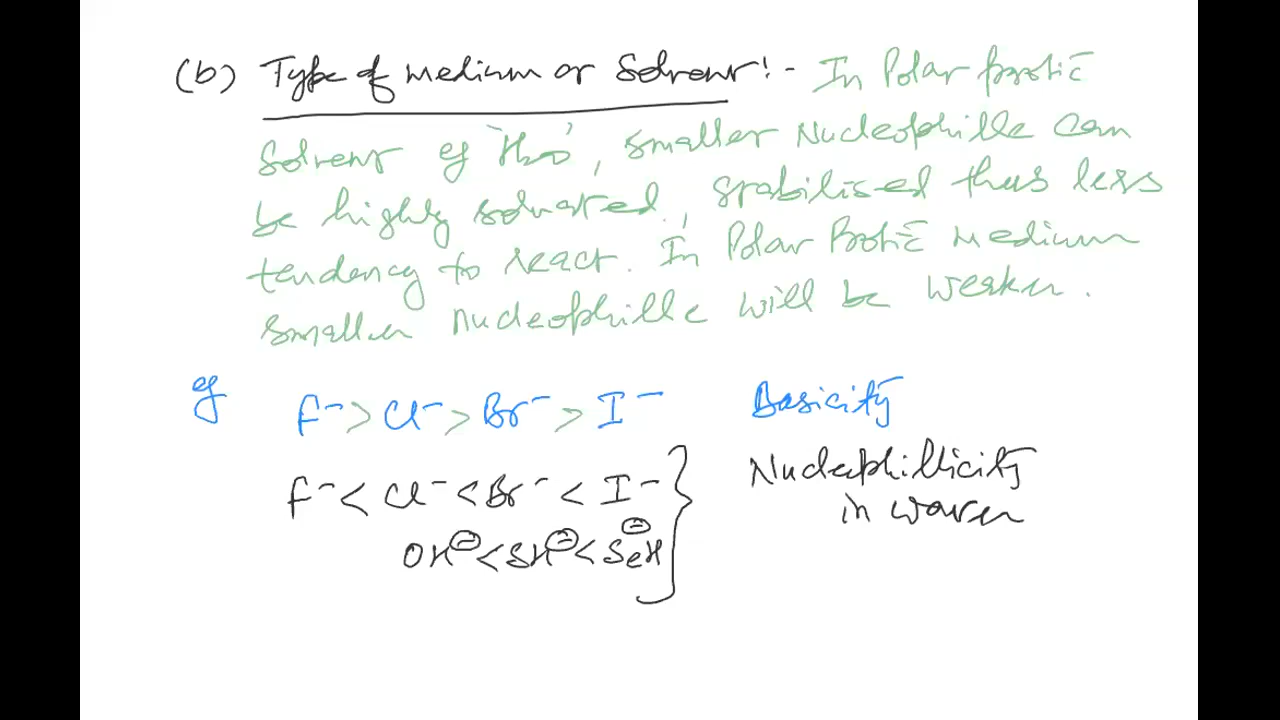 (b) Type of medium or Solvent:- In Polar protic
Solvent eg 'H₂O', smaller Nucleophille can
be highly solvated, stabilised thus less
tendency to react. In Polar Protic medium
smaller nucleophille will be weaker.
eg F⁻ > Cl⁻ > Br⁻ > I⁻ Basicity
F⁻ < Cl⁻ < Br⁻ < I⁻ } Nucleophillicity
OH⊖ < SH⊖ < SeH⊖ in water